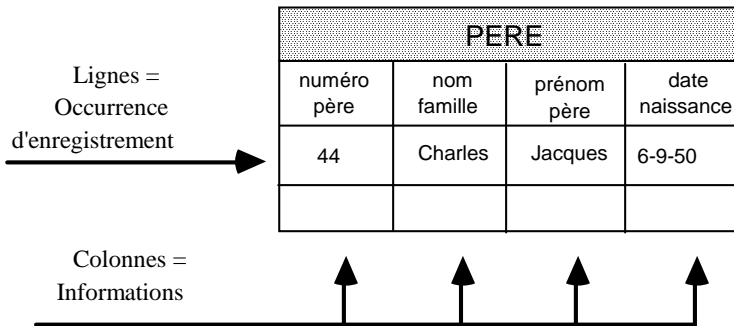 PERE
Lignes =
Occurrence
d'enregistrement
numéro père
nom famille
prénom père
date naissance
44
Charles
Jacques
6-9-50
Colonnes =
Informations